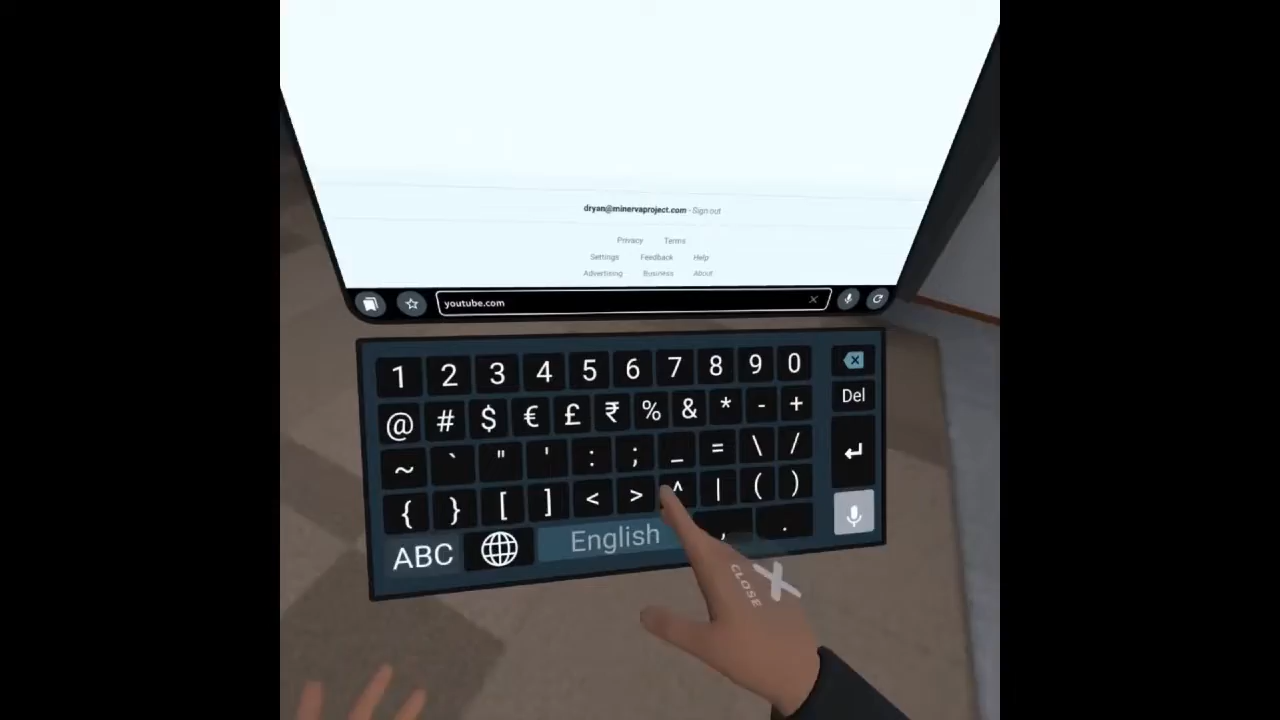 dryan@minervaproject.com - Sign out
Privacy Terms
Settings Feedback Help
Advertising Business About
youtube.com
1 2 3 4 5 6 7 8 9 0
@ # $ € £ ₹ % & * - +
Del
~ ` " ' : ; _ = \ /
{ } [ ] < > ^ | ( )
ABC English , .
CLOSE